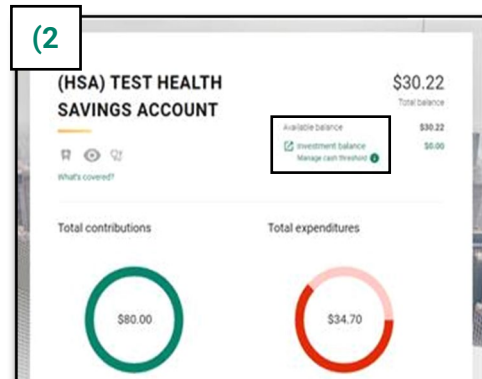 (2
(HSA) TEST HEALTH
SAVINGS ACCOUNT
$30.22
Total balance
Available balance $30.22
Investment balance $0.00
Manage cash threshold
What's covered?
Total contributions
Total expenditures
$80.00
$34.70